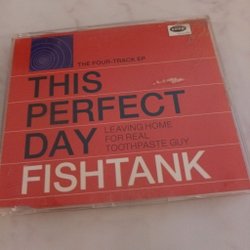 THE FOUR-TRACK EP
THIS
PERFECT
DAY
LEAVING HOME
FOR REAL
TOOTHPASTE GUY
FISHTANK